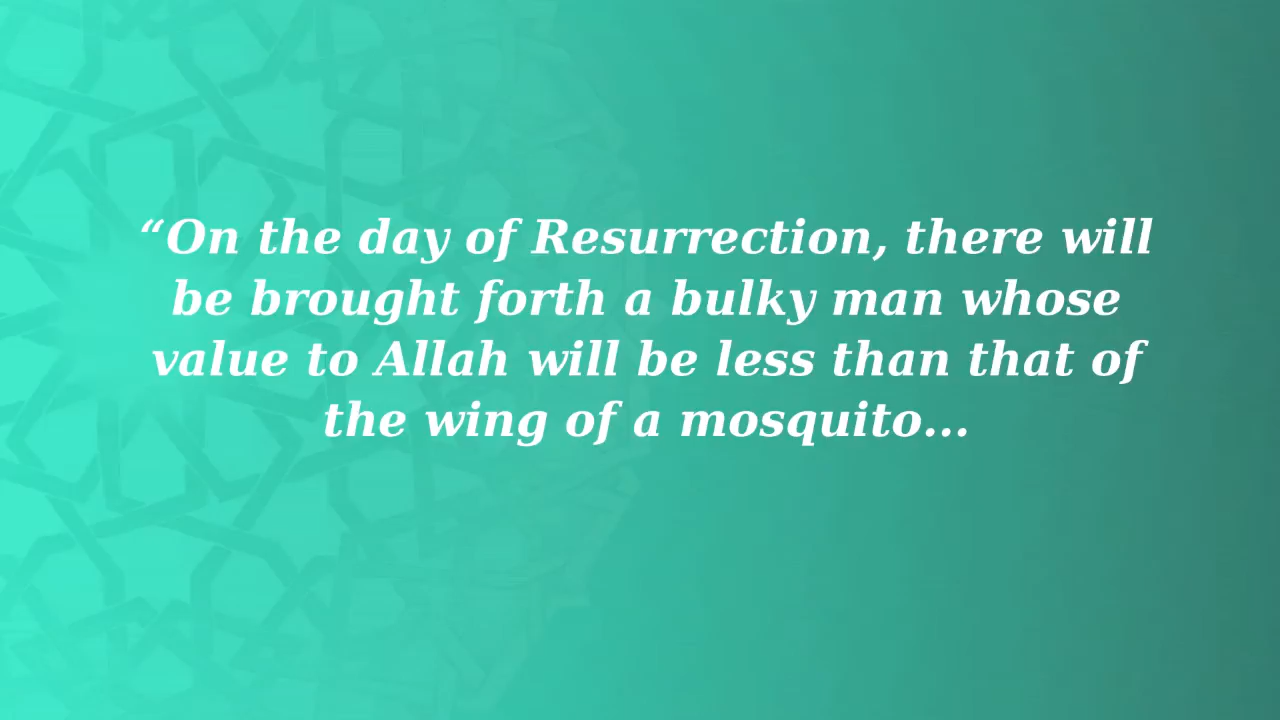 “On the day of Resurrection, there will
be brought forth a bulky man whose
value to Allah will be less than that of
the wing of a mosquito...